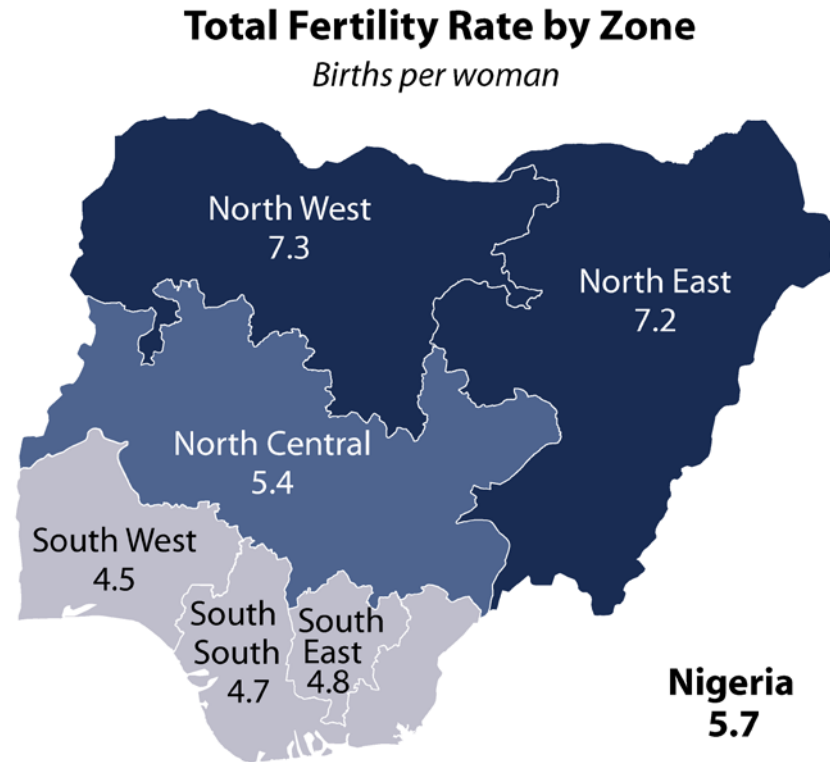 Total Fertility Rate by Zone
Births per woman
North West
7.3
North East
7.2
North Central
5.4
South West
4.5
South
South
4.7
South
East
4.8
Nigeria
5.7